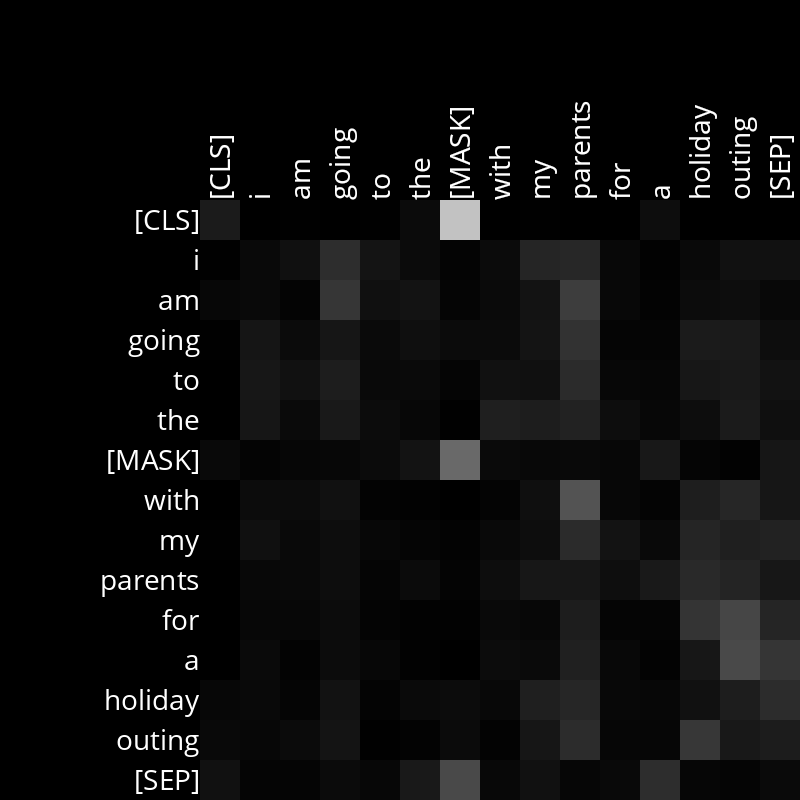 [CLS] i am going to the [MASK] with my parents for a holiday outing [SEP]
[CLS]
i
am
going
to
the
[MASK]
with
my
parents
for
a
holiday
outing
[SEP]